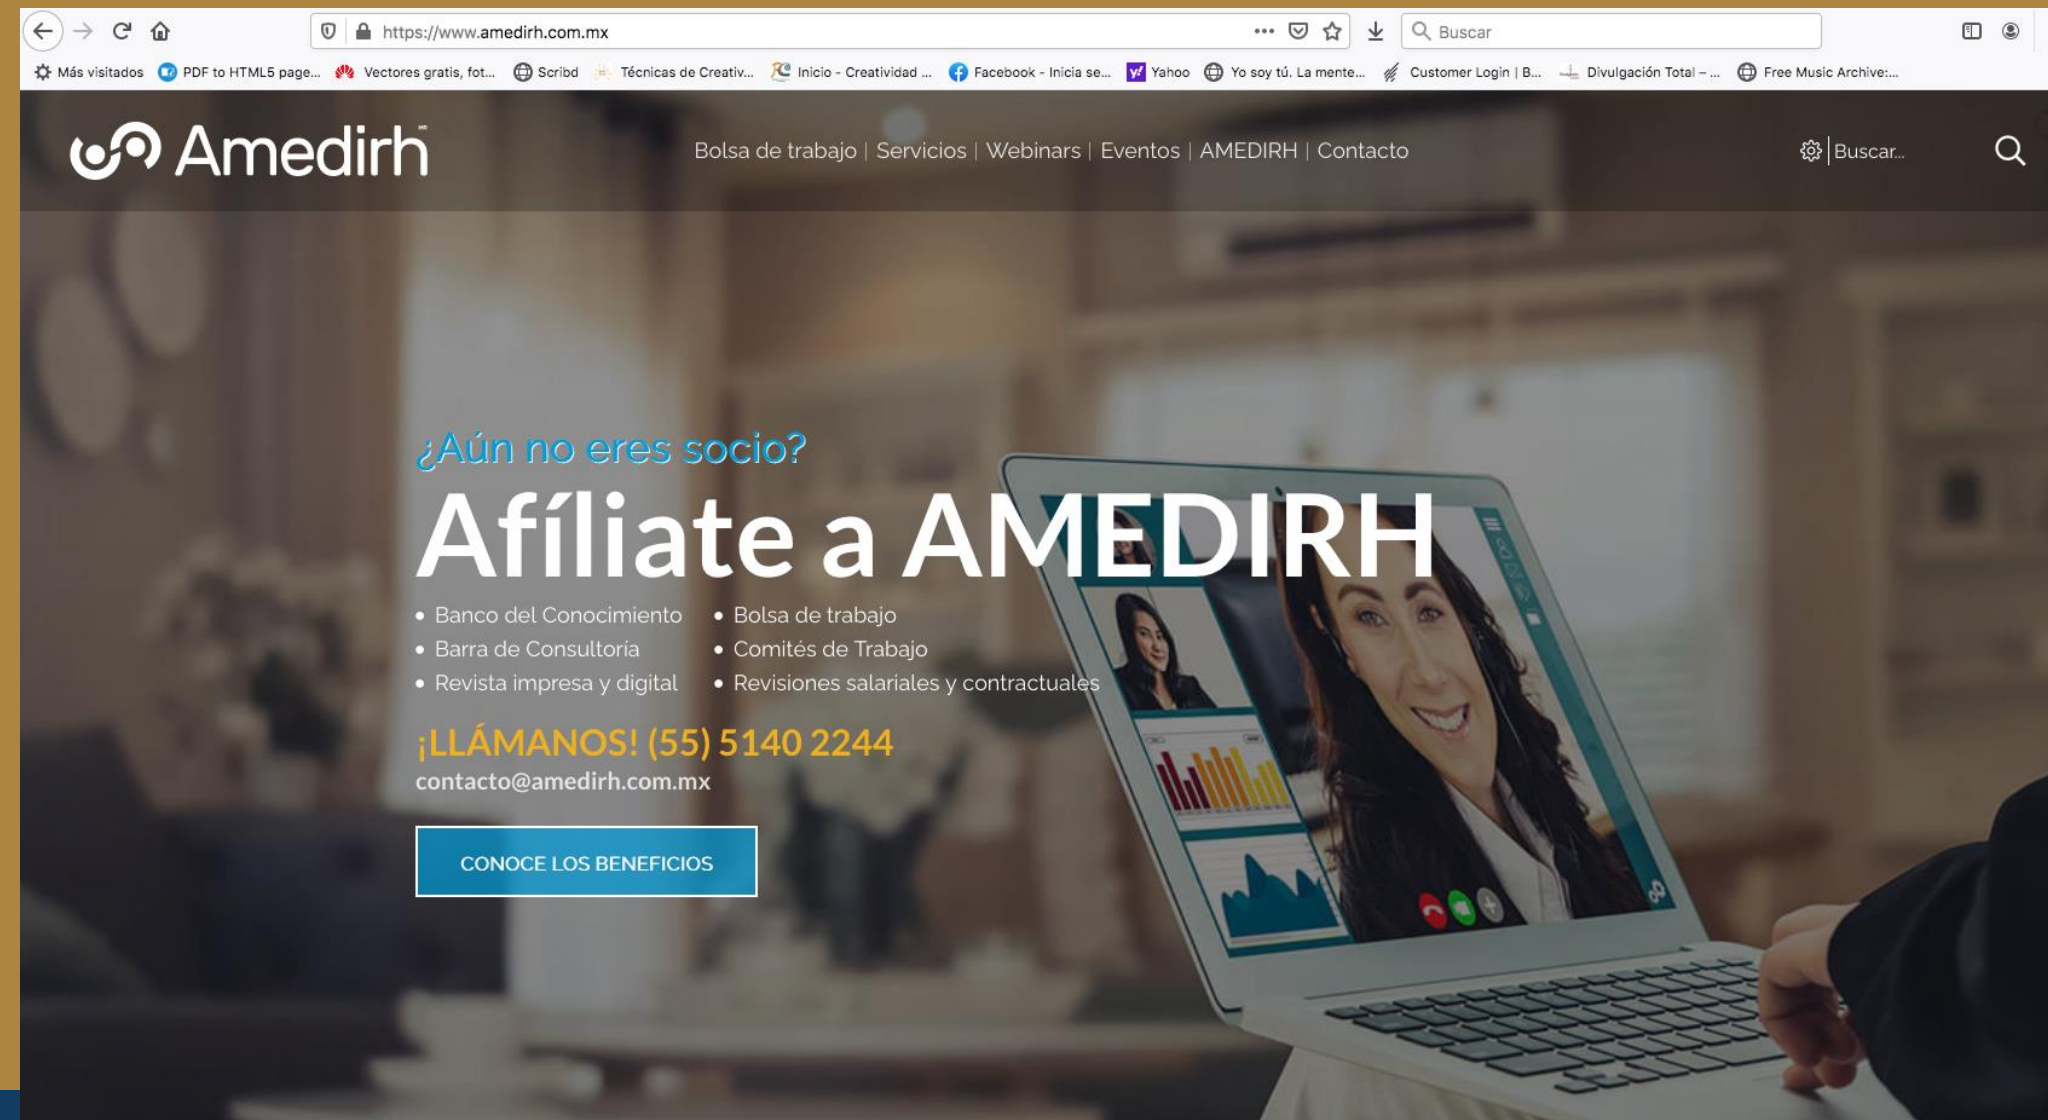 https://www.amedirh.com.mx
Buscar
Más visitados PDF to HTML5 page... Vectores gratis, fot... Scribd Técnicas de Creativ... Inicio - Creatividad ... Facebook - Inicia se... Yahoo Yo soy tú. La mente... Customer Login | B... Divulgación Total – ... Free Music Archive:...
Amedirh
Bolsa de trabajo | Servicios | Webinars | Eventos | AMEDIRH | Contacto
Buscar...
¿Aún no eres socio?
Afíliate a AMEDIRH
• Banco del Conocimiento • Bolsa de trabajo
• Barra de Consultoría • Comités de Trabajo
• Revista impresa y digital • Revisiones salariales y contractuales
¡LLÁMANOS! (55) 5140 2244
contacto@amedirh.com.mx
CONOCE LOS BENEFICIOS